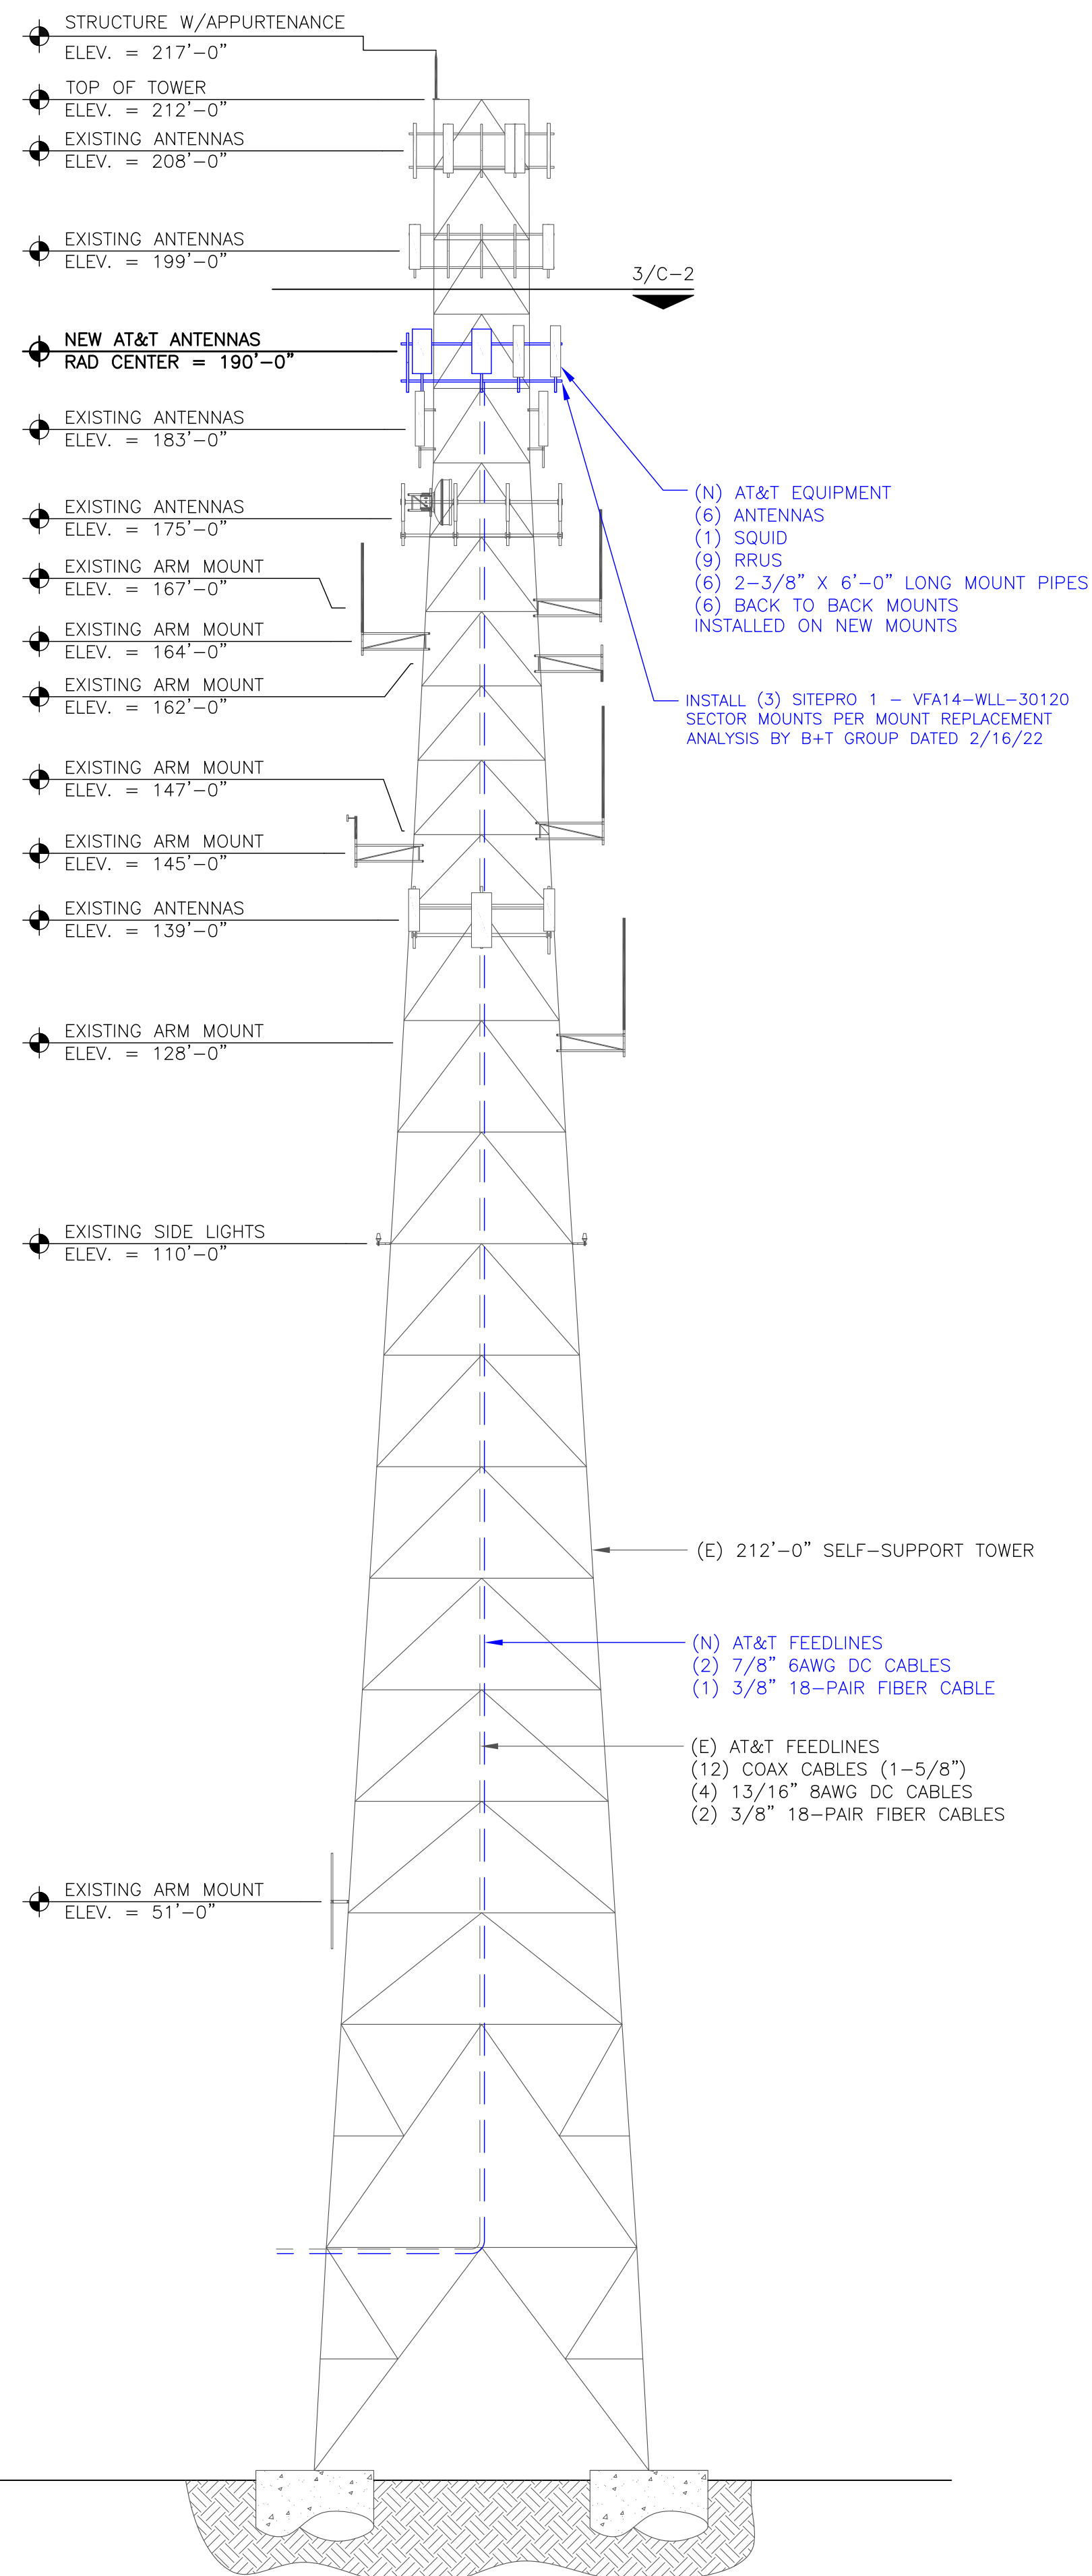 STRUCTURE W/APPURTENANCE
ELEV. = 217'-0"
TOP OF TOWER
ELEV. = 212'-0"
EXISTING ANTENNAS
ELEV. = 208'-0"
EXISTING ANTENNAS
ELEV. = 199'-0"
3/C-2
NEW AT&T ANTENNAS
RAD CENTER = 190'-0"
EXISTING ANTENNAS
ELEV. = 183'-0"
EXISTING ANTENNAS
ELEV. = 175'-0"
EXISTING ARM MOUNT
ELEV. = 167'-0"
EXISTING ARM MOUNT
ELEV. = 164'-0"
EXISTING ARM MOUNT
ELEV. = 162'-0"
EXISTING ARM MOUNT
ELEV. = 147'-0"
EXISTING ARM MOUNT
ELEV. = 145'-0"
EXISTING ANTENNAS
ELEV. = 139'-0"
EXISTING ARM MOUNT
ELEV. = 128'-0"
EXISTING SIDE LIGHTS
ELEV. = 110'-0"
EXISTING ARM MOUNT
ELEV. = 51'-0"
(N) AT&T EQUIPMENT
(6) ANTENNAS
(1) SQUID
(9) RRUS
(6) 2-3/8" X 6'-0" LONG MOUNT PIPES
(6) BACK TO BACK MOUNTS
INSTALLED ON NEW MOUNTS
INSTALL (3) SITEPRO 1 - VFA14-WLL-30120
SECTOR MOUNTS PER MOUNT REPLACEMENT
ANALYSIS BY B+T GROUP DATED 2/16/22
(E) 212'-0" SELF-SUPPORT TOWER
(N) AT&T FEEDLINES
(2) 7/8" 6AWG DC CABLES
(1) 3/8" 18-PAIR FIBER CABLE
(E) AT&T FEEDLINES
(12) COAX CABLES (1-5/8")
(4) 13/16" 8AWG DC CABLES
(2) 3/8" 18-PAIR FIBER CABLES